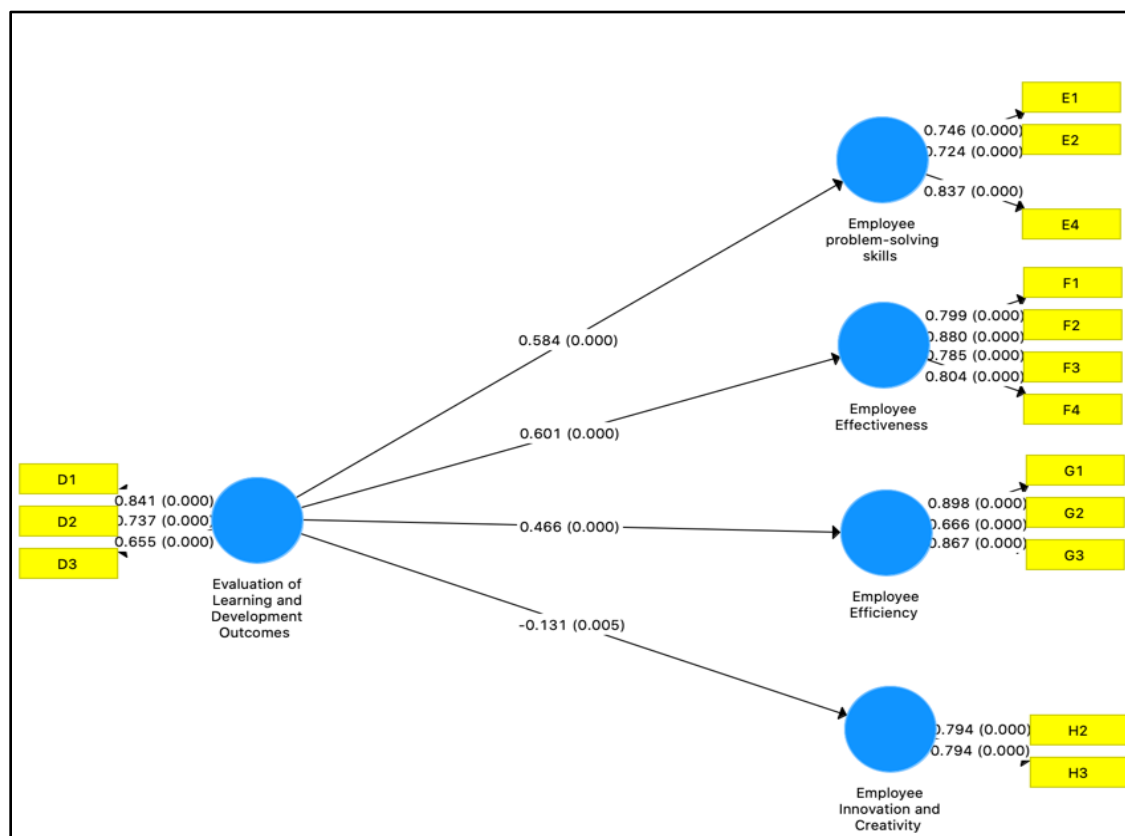 E1
0.746 (0.000)
E2
0.724 (0.000)
0.837 (0.000)
E4
Employee
problem-solving
skills
F1
0.799 (0.000)
F2
0.880 (0.000)
F3
0.785 (0.000)
0.804 (0.000)
F4
Employee
Effectiveness
0.584 (0.000)
0.601 (0.000)
D1
0.841 (0.000)
D2
0.737 (0.000)
0.655 (0.000)
D3
Evaluation of
Learning and
Development
Outcomes
0.466 (0.000)
-0.131 (0.005)
G1
0.898 (0.000)
G2
0.666 (0.000)
0.867 (0.000)
G3
Employee
Efficiency
0.794 (0.000)
H2
0.794 (0.000)
H3
Employee
Innovation and
Creativity